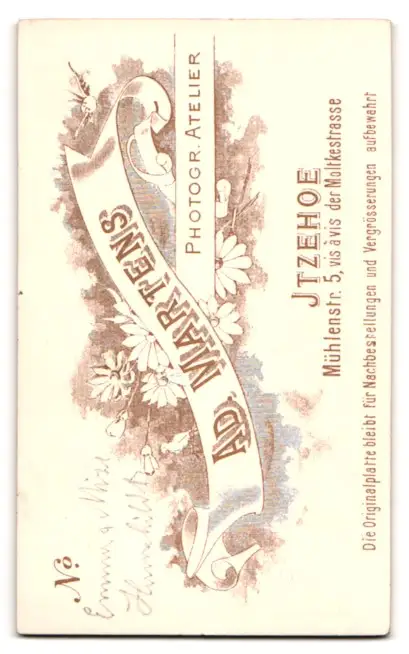 No.
Emma &
AD. MARTENS
PHOTOGR. ATELIER
JTZEHOE
Mühlenstr. 5, vis à vis der Moltkestrasse
Die Originalplatte bleibt für Nachbestellungen und Vergrösserungen aufbewahrt